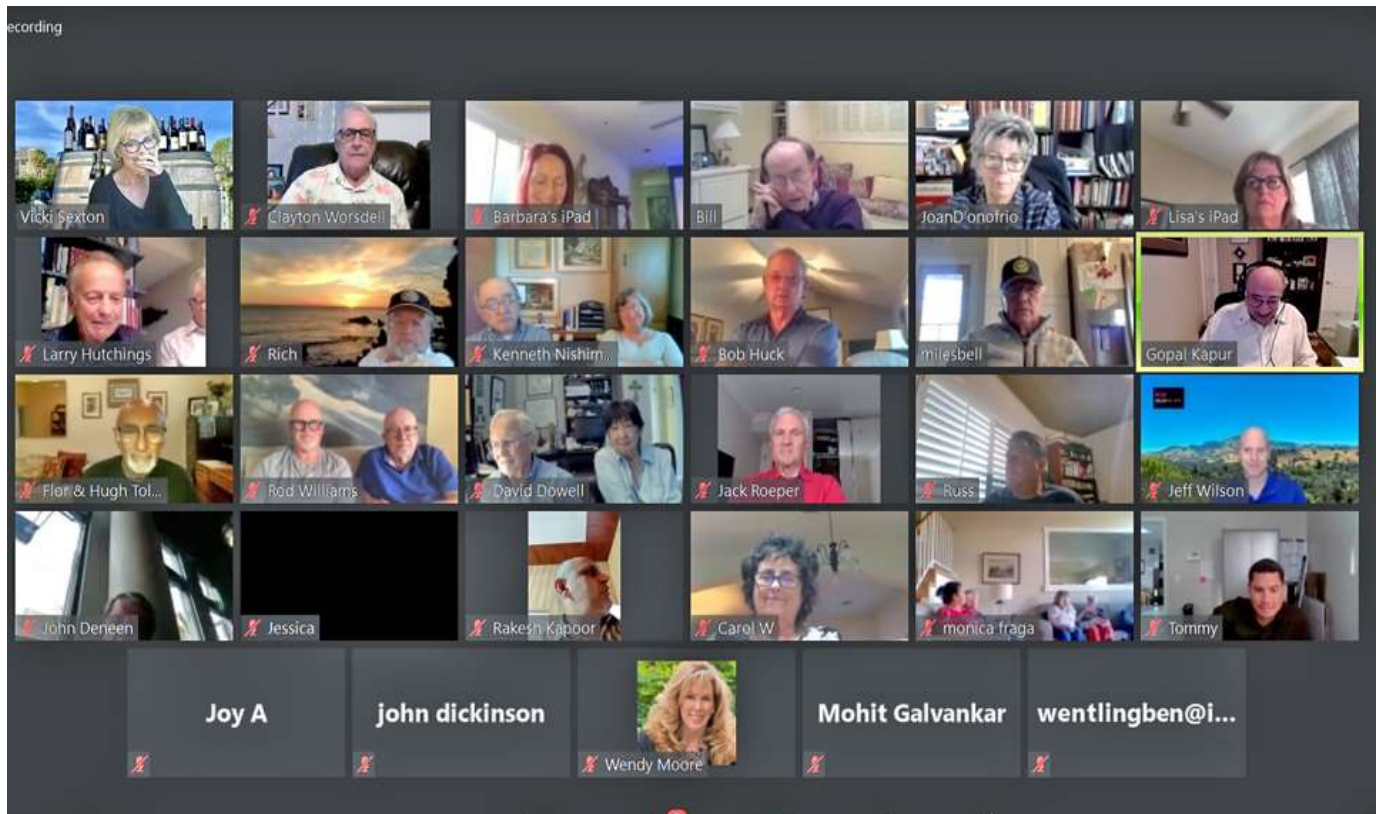 ecording
Vicki Sexton
Clayton Worsdell
Barbara's iPad
Bill
JoanD onofrio
Lisa's iPad
Larry Hutchings
Rich
Kenneth Nishim...
Bob Huck
milesbell
Gopal Kapur
Flor & Hugh Tol...
Rod Williams
David Dowell
Jack Roeper
Russ
Jeff Wilson
John Deneen
Jessica
Rakesh Kapoor
Carol W
monica fraga
Tommy
Joy A
john dickinson
Wendy Moore
Mohit Galvankar
wentlingben@i...